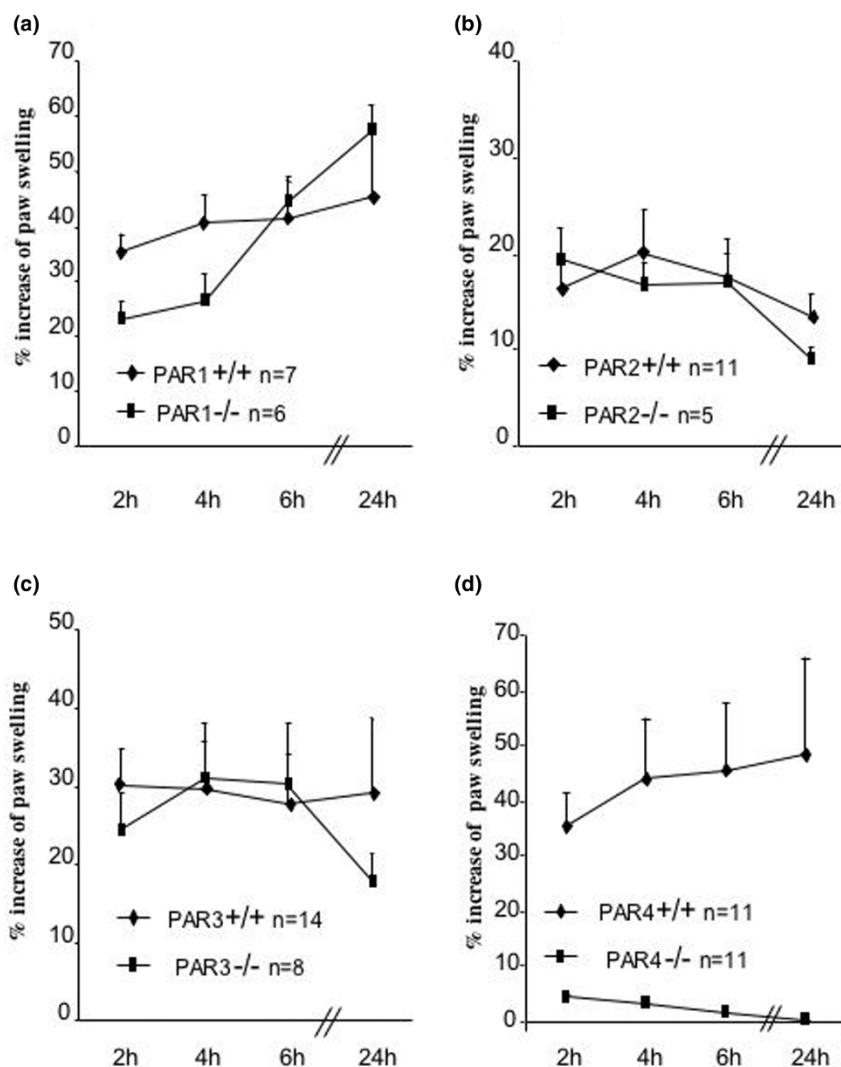 (a)
% increase of paw swelling
70
60
50
40
30
20
10
0
PAR1+/+ n=7
PAR1-/- n=6
2h 4h 6h 24h
(b)
% increase of paw swelling
40
30
20
10
0
PAR2+/+ n=11
PAR2-/- n=5
2h 4h 6h 24h
(c)
% increase of paw swelling
50
40
30
20
10
0
PAR3+/+ n=14
PAR3-/- n=8
2h 4h 6h 24h
(d)
% increase of paw swelling
70
60
50
40
30
20
10
0
PAR4+/+ n=11
PAR4-/- n=11
2h 4h 6h 24h